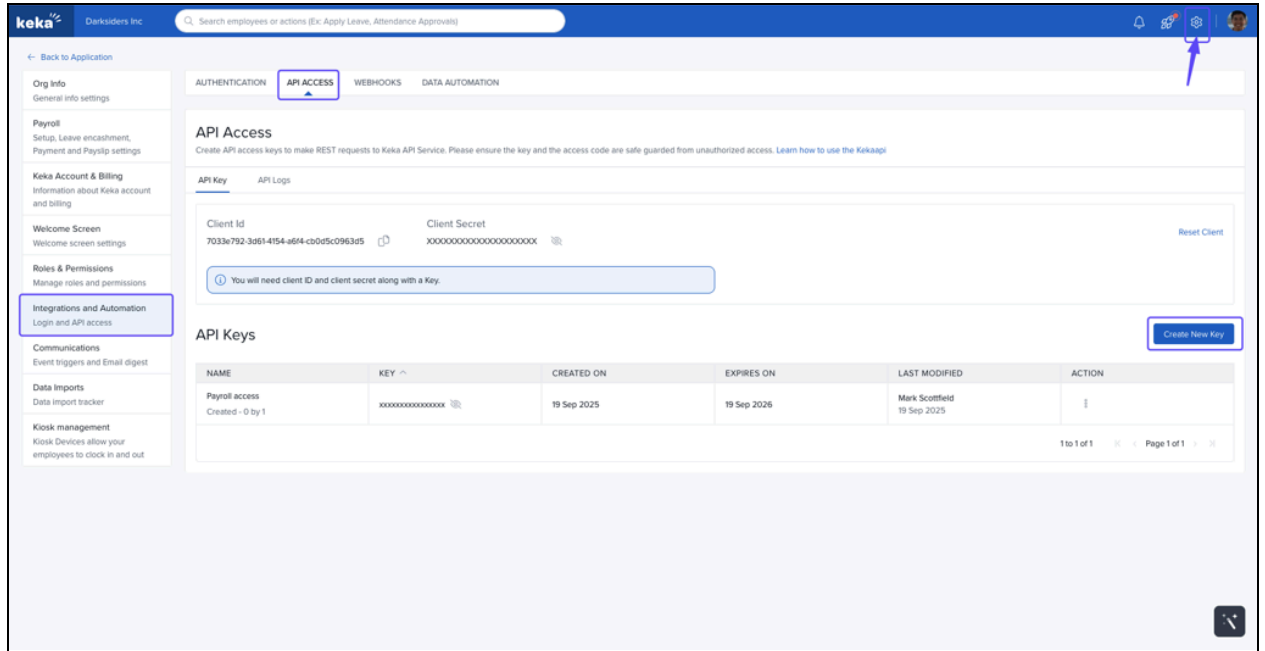 keka
Darksiders Inc
Search employees or actions (Ex: Apply Leave, Attendance Approvals)
← Back to Application
Org Info
General info settings
Payroll
Setup, Leave encashment,
Payment and Payslip settings
Keka Account & Billing
Information about Keka account
and billing
Welcome Screen
Welcome screen settings
Roles & Permissions
Manage roles and permissions
Integrations and Automation
Login and API access
Communications
Event triggers and Email digest
Data Imports
Data import tracker
Kiosk management
Kiosk Devices allow your
employees to clock in and out
AUTHENTICATION API ACCESS WEBHOOKS DATA AUTOMATION
API Access
Create API access keys to make REST requests to Keka API Service. Please ensure the key and the access code are safe guarded from unauthorized access. Learn how to use the Kekaapi
API Key API Logs
Client Id Client Secret
7033e792-3d61-4154-a6f4-cb0d5c0963d5 XXXXXXXXXXXXXXXXXXXX
Reset Client
You will need client ID and client secret along with a Key.
API Keys
Create New Key
NAME KEY CREATED ON EXPIRES ON LAST MODIFIED ACTION
Payroll access xxxxxxxxxxxxxxxx 19 Sep 2025 19 Sep 2026 Mark Scottfield
Created - 0 by 1 19 Sep 2025
1 to 1 of 1 Page 1 of 1